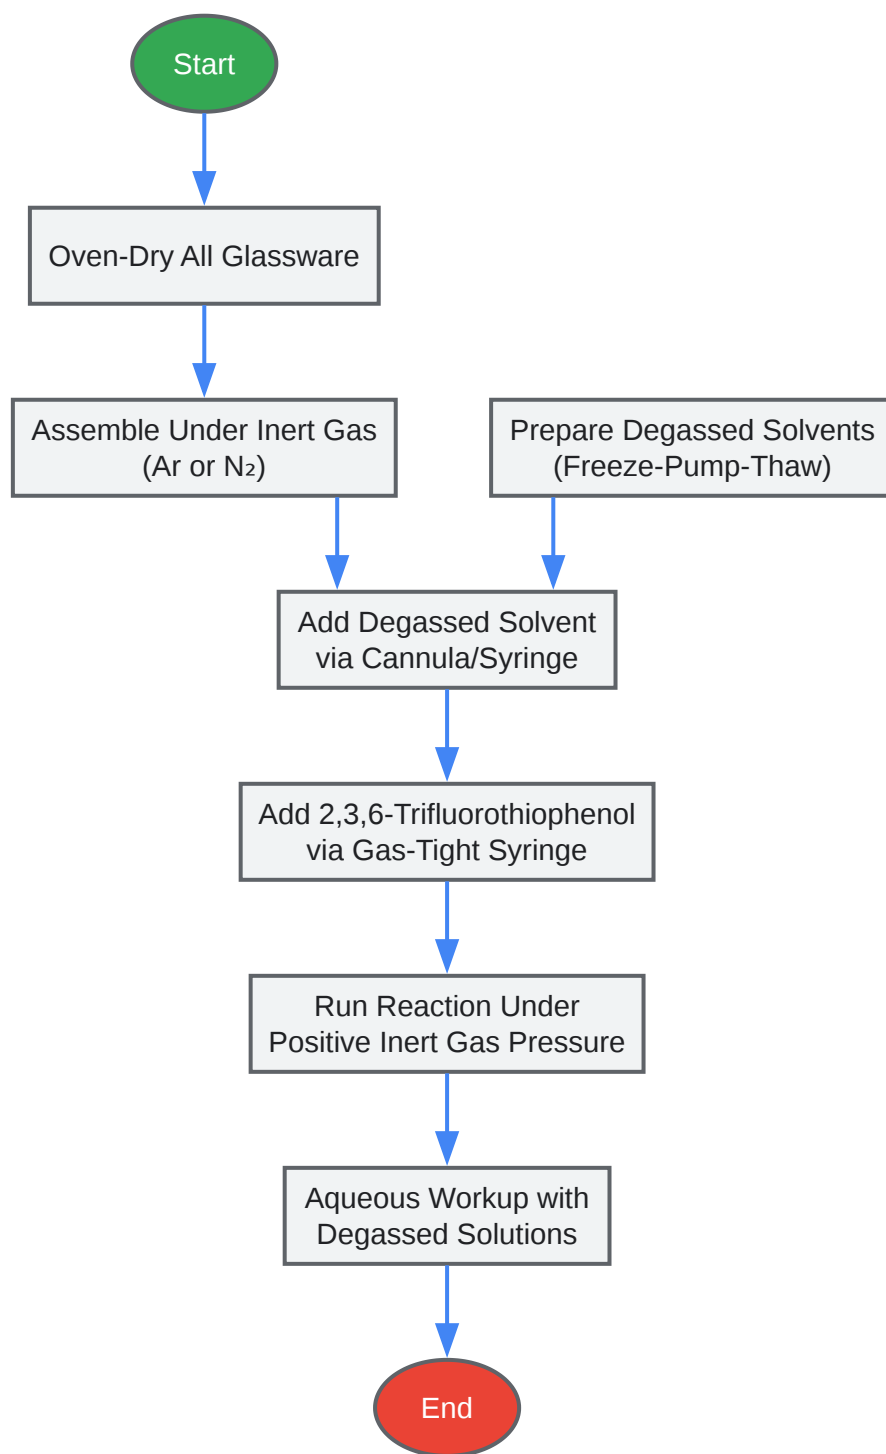 Start
Oven-Dry All Glassware
Assemble Under Inert Gas
(Ar or N₂)
Prepare Degassed Solvents
(Freeze-Pump-Thaw)
Add Degassed Solvent
via Cannula/Syringe
Add 2,3,6-Trifluorothiophenol
via Gas-Tight Syringe
Run Reaction Under
Positive Inert Gas Pressure
Aqueous Workup with
Degassed Solutions
End